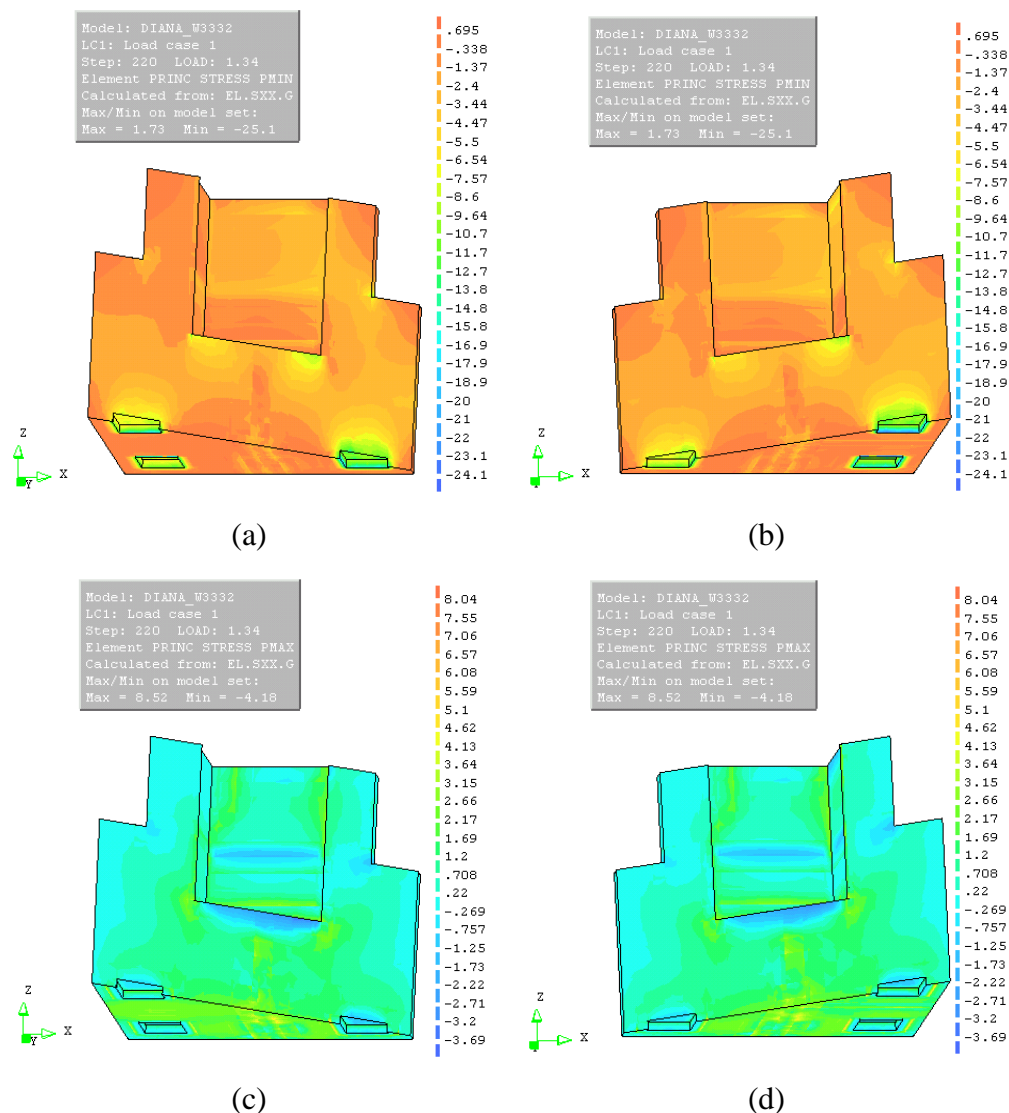 Model: DIANA_W3332
LC1: Load case 1
Step: 220 LOAD: 1.34
Element PRINC STRESS PMIN
Calculated from: EL.SXX.G
Max/Min on model set:
Max = 1.73 Min = -25.1
.695
-.338
-1.37
-2.4
-3.44
-4.47
-5.5
-6.54
-7.57
-8.6
-9.64
-10.7
-11.7
-12.7
-13.8
-14.8
-15.8
-16.9
-17.9
-18.9
-20
-21
-22
-23.1
-24.1
Z
Y
X
(a)
Model: DIANA_W3332
LC1: Load case 1
Step: 220 LOAD: 1.34
Element PRINC STRESS PMIN
Calculated from: EL.SXX.G
Max/Min on model set:
Max = 1.73 Min = -25.1
.695
-.338
-1.37
-2.4
-3.44
-4.47
-5.5
-6.54
-7.57
-8.6
-9.64
-10.7
-11.7
-12.7
-13.8
-14.8
-15.8
-16.9
-17.9
-18.9
-20
-21
-22
-23.1
-24.1
Z
X
(b)
Model: DIANA_W3332
LC1: Load case 1
Step: 220 LOAD: 1.34
Element PRINC STRESS PMAX
Calculated from: EL.SXX.G
Max/Min on model set:
Max = 8.52 Min = -4.18
8.04
7.55
7.06
6.57
6.08
5.59
5.1
4.62
4.13
3.64
3.15
2.66
2.17
1.69
1.2
.708
.22
-.269
-.757
-1.25
-1.73
-2.22
-2.71
-3.2
-3.69
Z
Y
X
(c)
Model: DIANA_W3332
LC1: Load case 1
Step: 220 LOAD: 1.34
Element PRINC STRESS PMAX
Calculated from: EL.SXX.G
Max/Min on model set:
Max = 8.52 Min = -4.18
8.04
7.55
7.06
6.57
6.08
5.59
5.1
4.62
4.13
3.64
3.15
2.66
2.17
1.69
1.2
.708
.22
-.269
-.757
-1.25
-1.73
-2.22
-2.71
-3.2
-3.69
Z
X
(d)